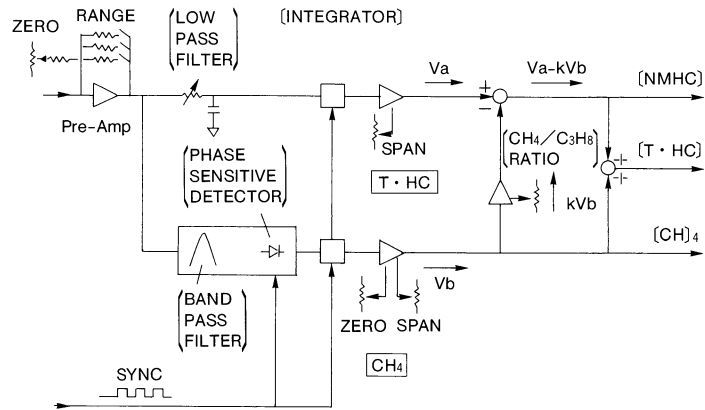 ZERO
RANGE
Pre-Amp
[LOW
PASS
FILTER]
[INTEGRATOR]
Va
SPAN
T・HC
+
−
Va-kVb
[NMHC]
[CH4/C3H8
RATIO]
kVb
+
+
[T・HC]
[PHASE
SENSITIVE
DETECTOR]
[BAND
PASS
FILTER]
Vb
[CH]4
ZERO SPAN
CH4
SYNC